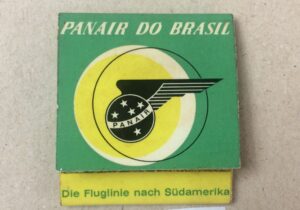 PANAIR DO BRASIL
PANAIR
Die Fluglinie nach Südamerika